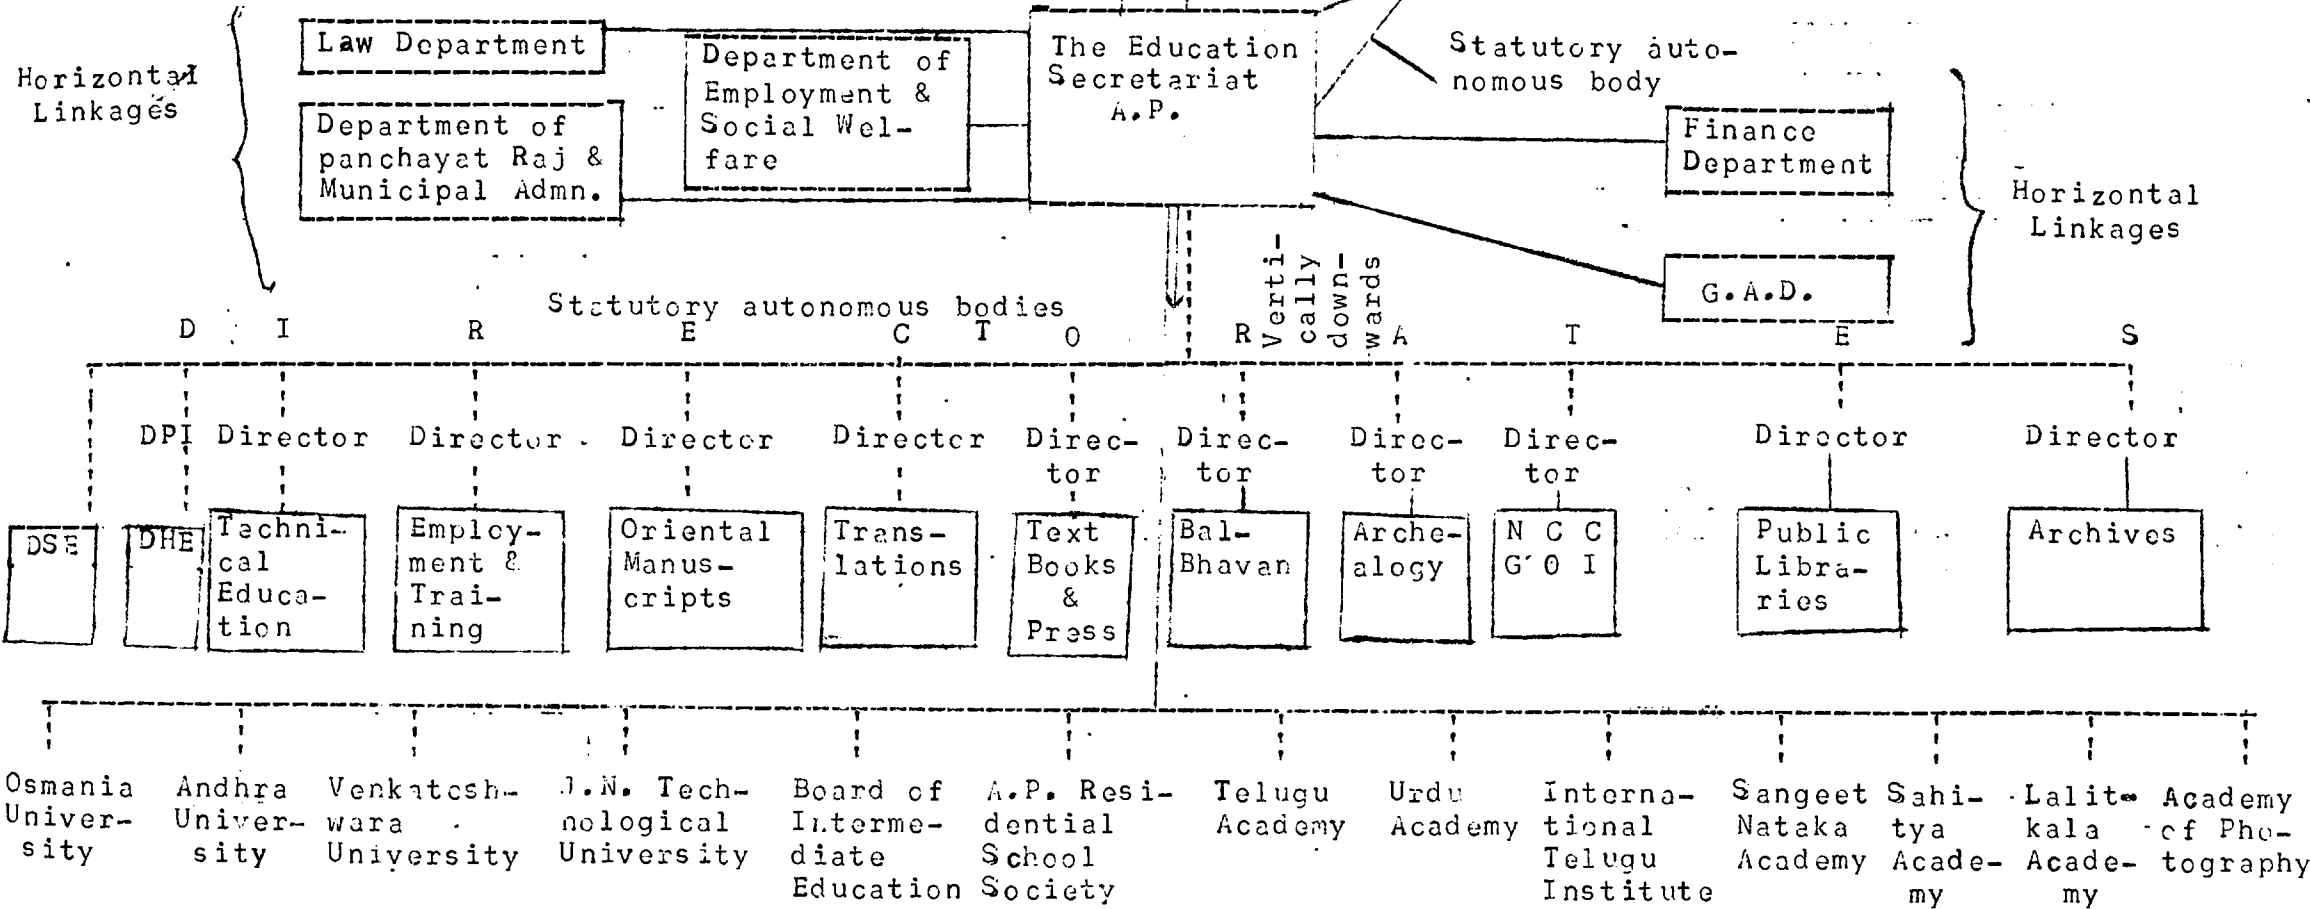 Horizontal
Linkages
Law Department
Department of
panchayat Raj &
Municipal Admn.
Department of
Employment &
Social Wel-
fare
The Education
Secretariat
A.P.
Statutory auto-
nomous body
Finance
Department
G.A.D.
Horizontal
Linkages
Verti-
cally
down-
wards
Statutory autonomous bodies
D I R E C T O R A T E S
DPI Director Director Director Director Direc- Direc- Direc- Direc- Director Director
tor tor tor tor
DSE
DHE
Techni-
cal
Educa-
tion
Employ-
ment &
Trai-
ning
Oriental
Manus-
cripts
Trans-
lations
Text
Books
&
Press
Bal-
Bhavan
Arche-
alogy
N C C
G O I
Public
Libra-
ries
Archives
Osmania
Univer-
sity
Andhra
Univer-
sity
Venkatesh-
wara
University
J.N. Tech-
nological
University
Board of
Interme-
diate
Education
A.P. Resi-
dential
School
Society
Telugu
Academy
Urdu
Academy
Interna-
tional
Telugu
Institute
Sangeet
Nataka
Academy
Sahi-
tya
Acade-
my
Lalit-
kala
Acade-
my
Academy
of Pho-
tography